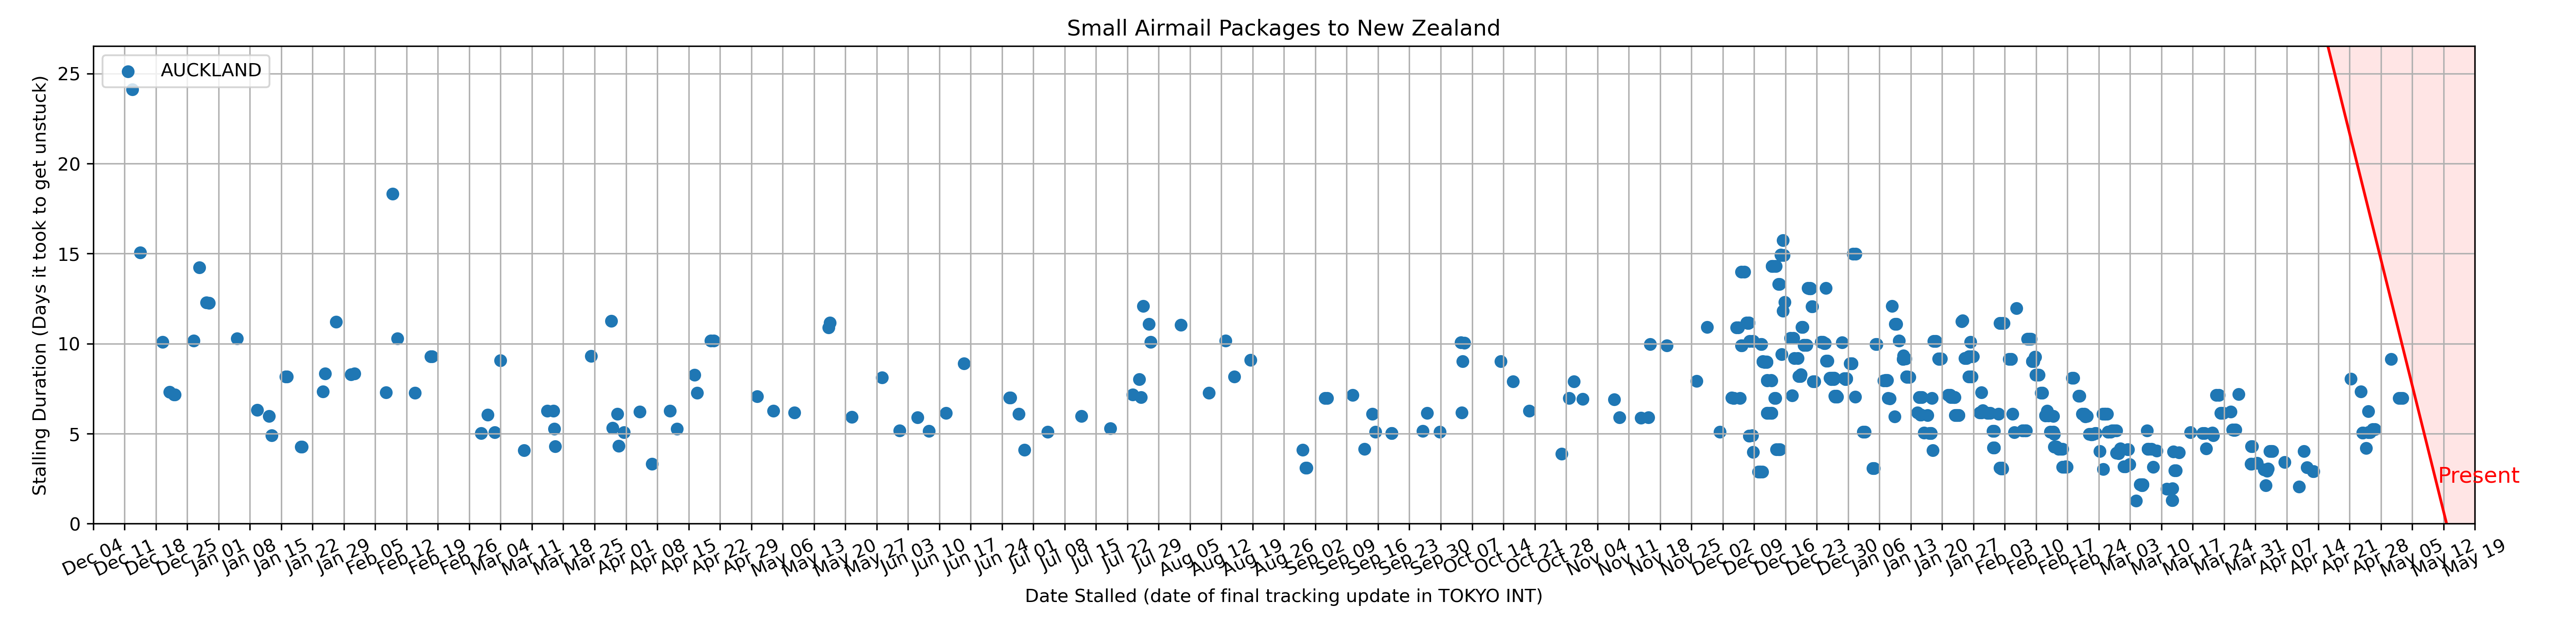 Small Airmail Packages to New Zealand
AUCKLAND
Stalling Duration (Days it took to get unstuck)
25
20
15
10
5
0
Present
Dec 04
Dec 11
Dec 18
Dec 25
Jan 01
Jan 08
Jan 15
Jan 22
Jan 29
Feb 05
Feb 12
Feb 19
Feb 26
Mar 04
Mar 11
Mar 18
Mar 25
Apr 01
Apr 08
Apr 15
Apr 22
Apr 29
May 06
May 13
May 20
May 27
Jun 03
Jun 10
Jun 17
Jun 24
Jul 01
Jul 08
Jul 15
Jul 22
Jul 29
Aug 05
Aug 12
Aug 19
Aug 26
Sep 02
Sep 09
Sep 16
Sep 23
Sep 30
Oct 07
Oct 14
Oct 21
Oct 28
Nov 04
Nov 11
Nov 18
Nov 25
Dec 02
Dec 09
Dec 16
Dec 23
Dec 30
Jan 06
Jan 13
Jan 20
Jan 27
Feb 03
Feb 10
Feb 17
Feb 24
Mar 03
Mar 10
Mar 17
Mar 24
Mar 31
Apr 07
Apr 14
Apr 21
Apr 28
May 05
May 12
May 19
Date Stalled (date of final tracking update in TOKYO INT)